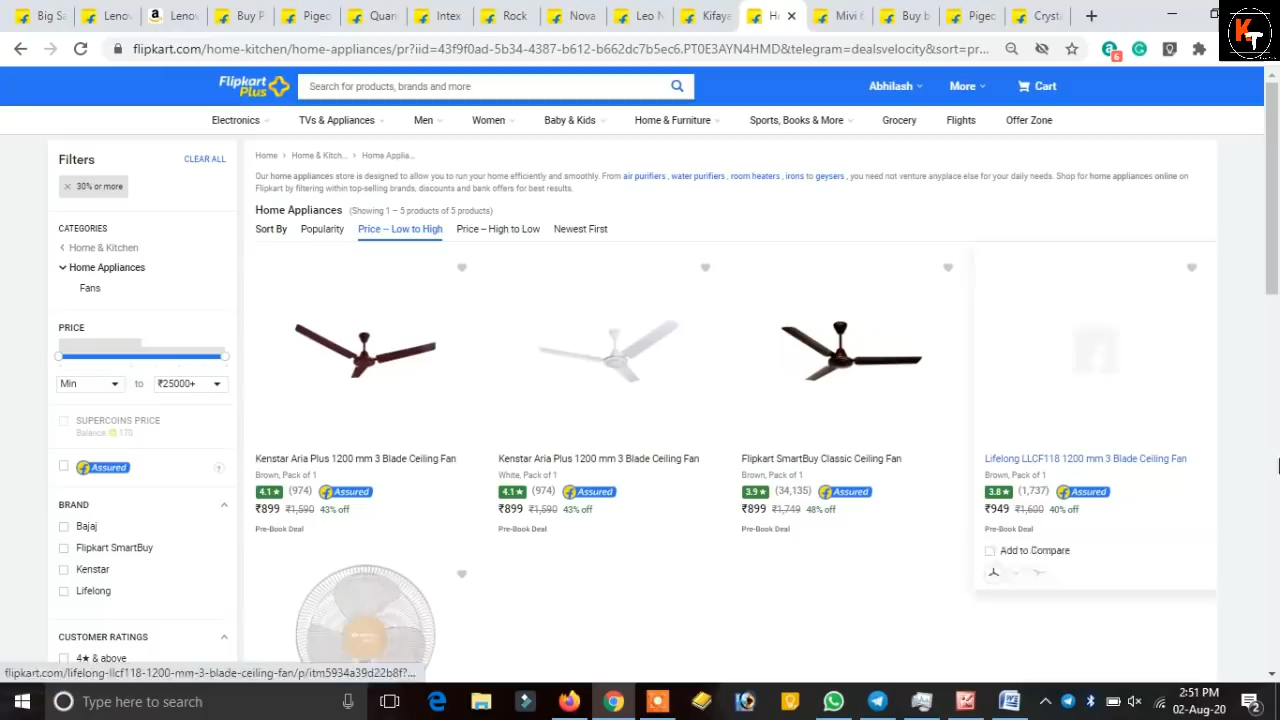 Big Sa
Lenov
Lenov
Buy P
Pigeo
Quan
Intex
Rock
Nova
Leo N
Kifaya
Ho
Mivi 6
Buy b
Pigeo
Crysta
KT
flipkart.com/home-kitchen/home-appliances/pr?iid=43f9f0ad-5b34-4387-b612-b662dc7b5ec6.PT0E3AYN4HMD&telegram=dealsvelocity&sort=pr...
6
Flipkart
Plus
Search for products, brands and more
Abhilash
More
Cart
Electronics
TVs & Appliances
Men
Women
Baby & Kids
Home & Furniture
Sports, Books & More
Grocery
Flights
Offer Zone
Filters
CLEAR ALL
✕ 30% or more
CATEGORIES
Home & Kitchen
Home Appliances
Fans
PRICE
Min to ₹25000+
SUPERCOINS PRICE
Balance 170
Assured ?
BRAND
Bajaj
Flipkart SmartBuy
Kenstar
Lifelong
CUSTOMER RATINGS
4★ & above
Home > Home & Kitch... > Home Applia...
Our home appliances store is designed to allow you to run your home efficiently and smoothly. From air purifiers , water purifiers , room heaters , irons to geysers , you need not venture anyplace else for your daily needs. Shop for home appliances online on
Flipkart by filtering within top-selling brands, discounts and bank offers for best results.
Home Appliances (Showing 1 – 5 products of 5 products)
Sort By Popularity Price -- Low to High Price -- High to Low Newest First
Kenstar Aria Plus 1200 mm 3 Blade Ceiling Fan
Brown, Pack of 1
4.1★ (974) Assured
₹899 ₹1,590 43% off
Pre-Book Deal
Kenstar Aria Plus 1200 mm 3 Blade Ceiling Fan
White, Pack of 1
4.1★ (974) Assured
₹899 ₹1,590 43% off
Pre-Book Deal
Flipkart SmartBuy Classic Ceiling Fan
Brown, Pack of 1
3.9★ (34,135) Assured
₹899 ₹1,749 48% off
Pre-Book Deal
Lifelong LLCF118 1200 mm 3 Blade Ceiling Fan
Brown, Pack of 1
3.8★ (1,737) Assured
₹949 ₹1,600 40% off
Pre-Book Deal
Add to Compare
flipkart.com/lifelong-llcf118-1200-mm-3-blade-ceiling-fan/p/itm5934a39d22b8f?...
Type here to search
2:51 PM
02-Aug-20
2